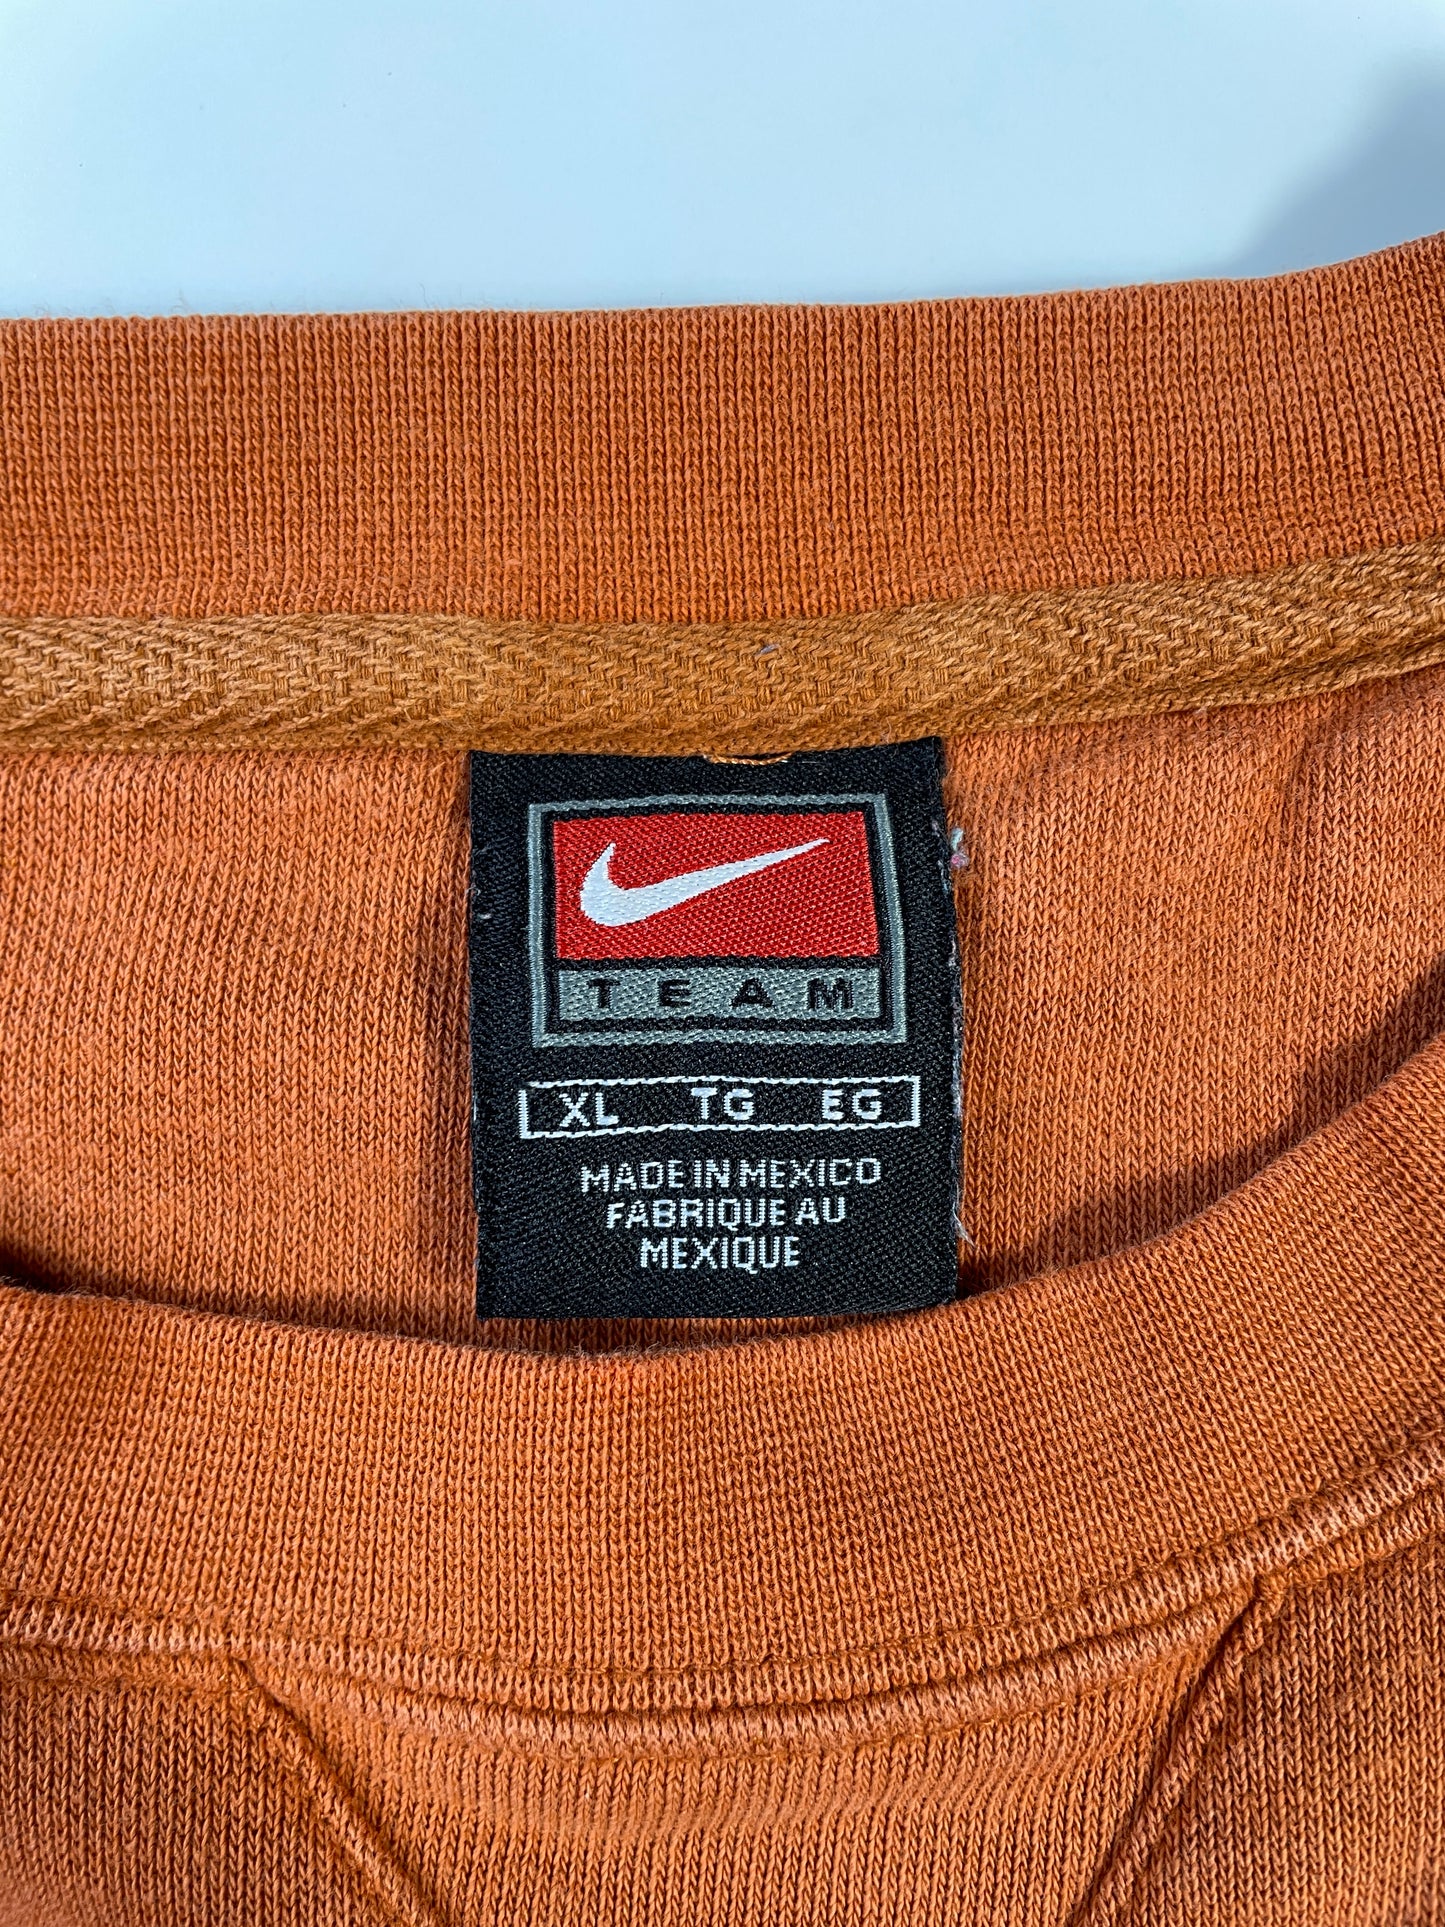 TEAM
XL TG EG
MADE IN MEXICO
FABRIQUE AU
MEXIQUE